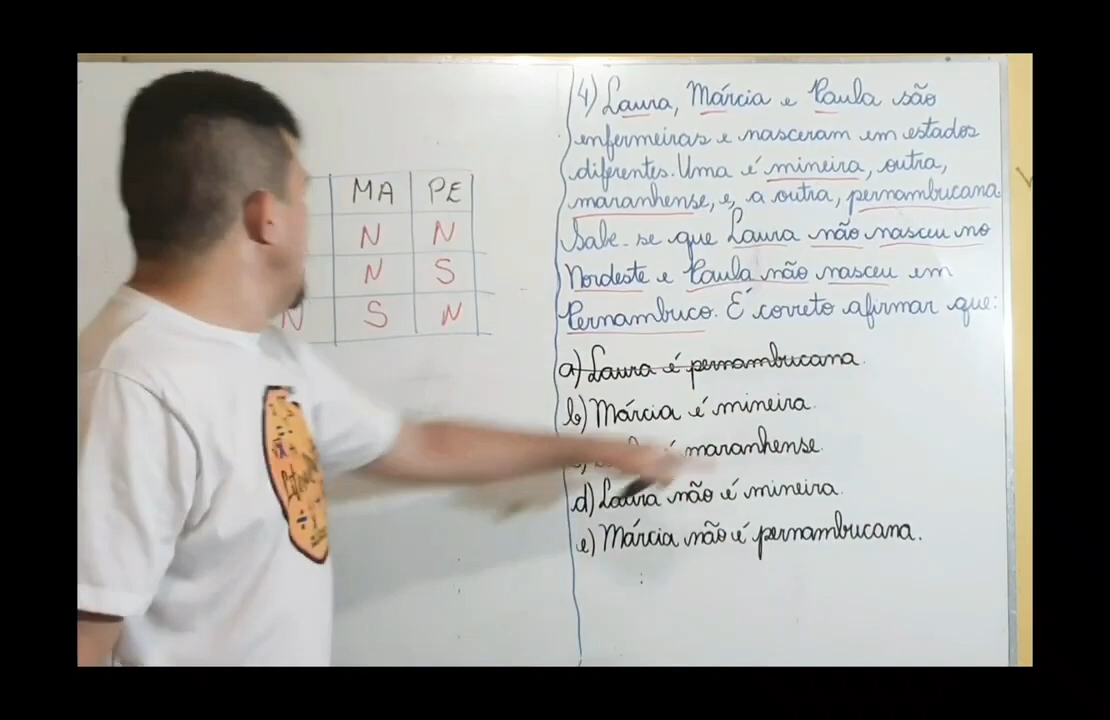 MA PE
N N
N S
N S N
4) Laura, Márcia e Paula são
enfermeiras e nasceram em estados
diferentes. Uma é mineira, outra,
maranhense, e, a outra, pernambucana.
Sabe-se que Laura não nasceu no
Nordeste e Paula não nasceu em
Pernambuco. É correto afirmar que:
a) Laura é pernambucana.
b) Márcia é mineira.
é maranhense.
d) Laura não é mineira.
e) Márcia não é pernambucana.